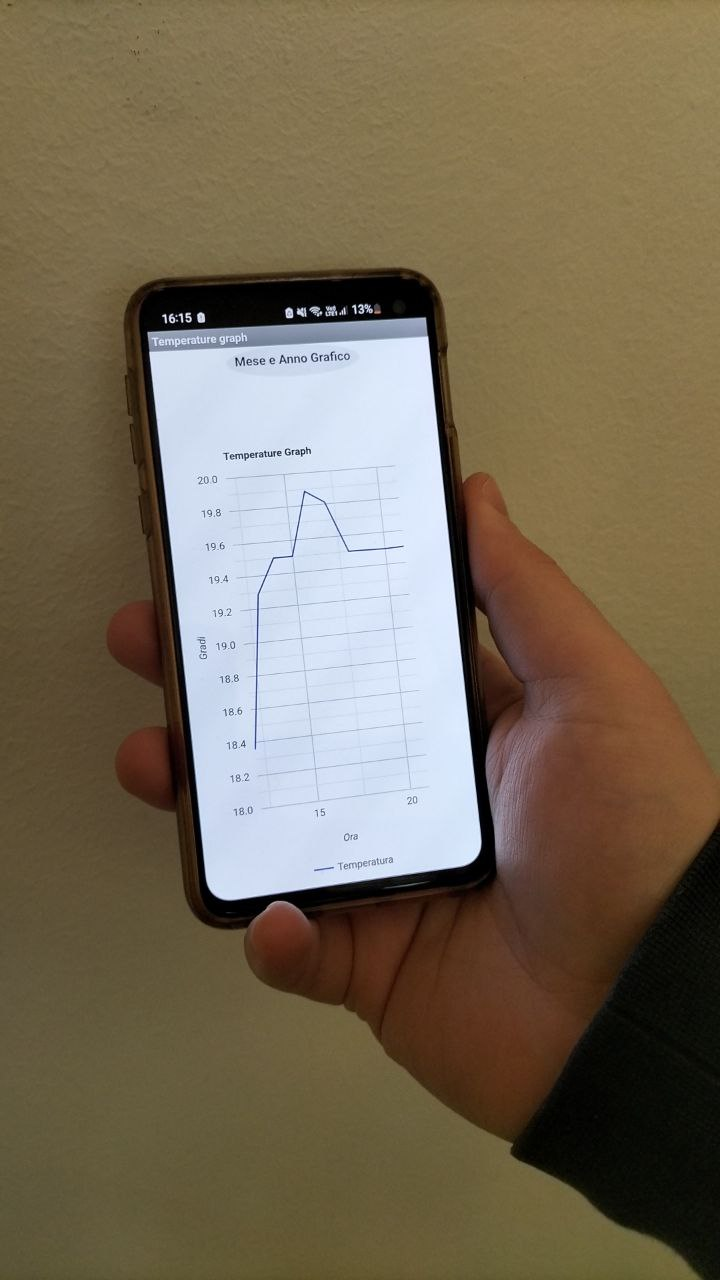 16:15
13%
Temperature graph
Mese e Anno Grafico
Temperature Graph
20.0
19.8
19.6
19.4
19.2
19.0
18.8
18.6
18.4
18.2
18.0
Gradi
15 20
Ora
Temperatura